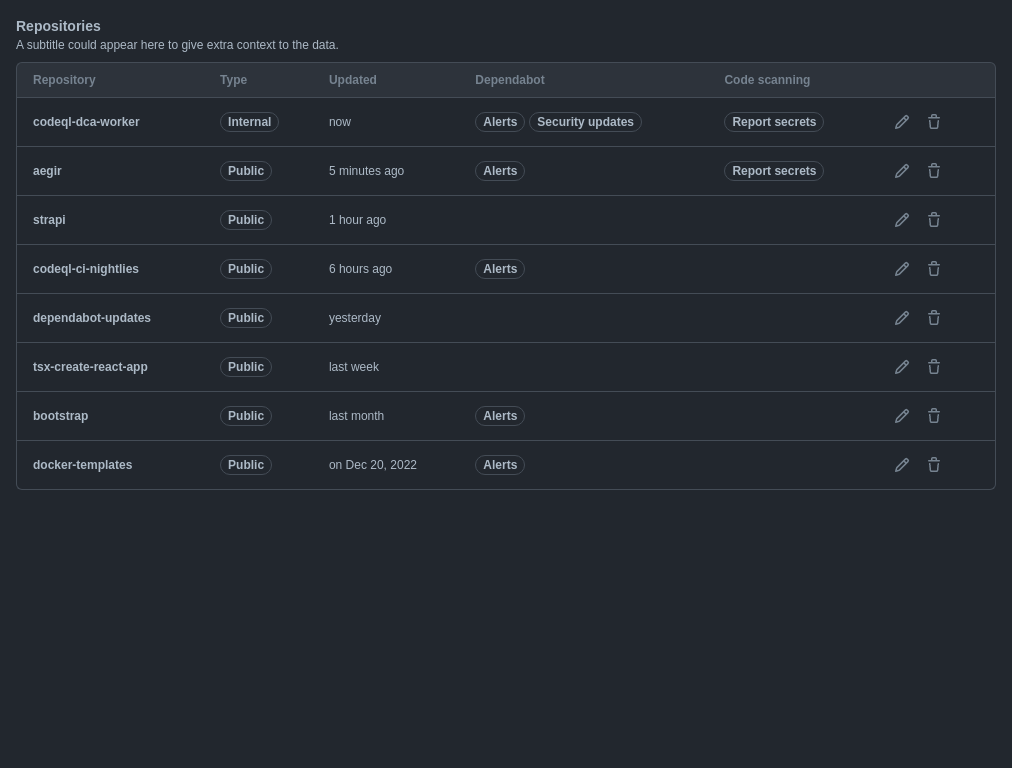 Repositories
A subtitle could appear here to give extra context to the data.
Repository Type Updated Dependabot Code scanning
codeql-dca-worker Internal now Alerts Security updates Report secrets
aegir Public 5 minutes ago Alerts Report secrets
strapi Public 1 hour ago
codeql-ci-nightlies Public 6 hours ago Alerts
dependabot-updates Public yesterday
tsx-create-react-app Public last week
bootstrap Public last month Alerts
docker-templates Public on Dec 20, 2022 Alerts